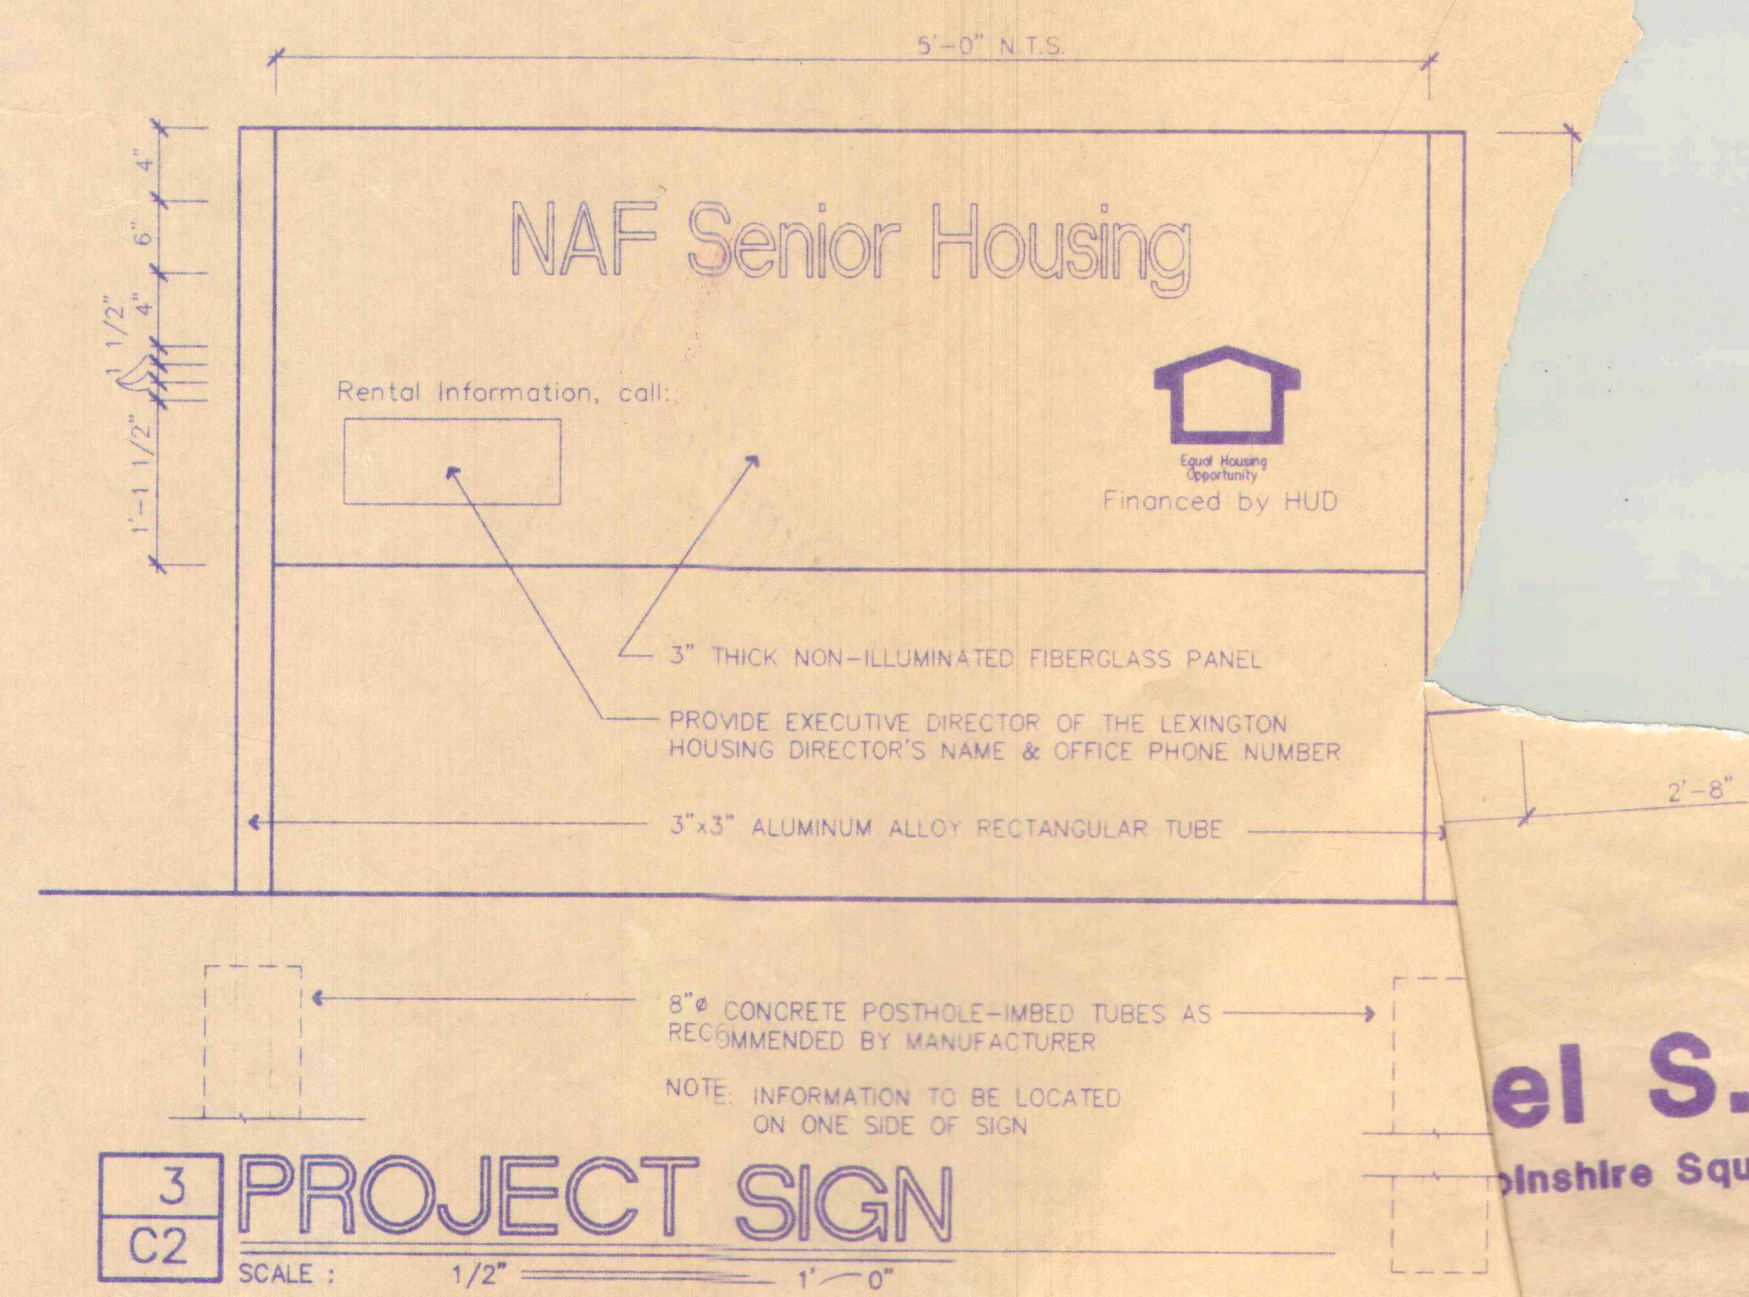 5'-0" N.T.S.
4"
6"
4"
1 1/2"
1'-1 1/2"
NAF Senior Housing
Rental Information, call:
Equal Housing
Opportunity
Financed by HUD
3" THICK NON-ILLUMINATED FIBERGLASS PANEL
PROVIDE EXECUTIVE DIRECTOR OF THE LEXINGTON
HOUSING DIRECTOR'S NAME & OFFICE PHONE NUMBER
3"x3" ALUMINUM ALLOY RECTANGULAR TUBE
2'-8"
8"ø CONCRETE POSTHOLE-IMBED TUBES AS
RECOMMENDED BY MANUFACTURER
NOTE: INFORMATION TO BE LOCATED
ON ONE SIDE OF SIGN
el S.
oinshire Squ
3
C2
PROJECT SIGN
SCALE : 1/2" = 1'-0"